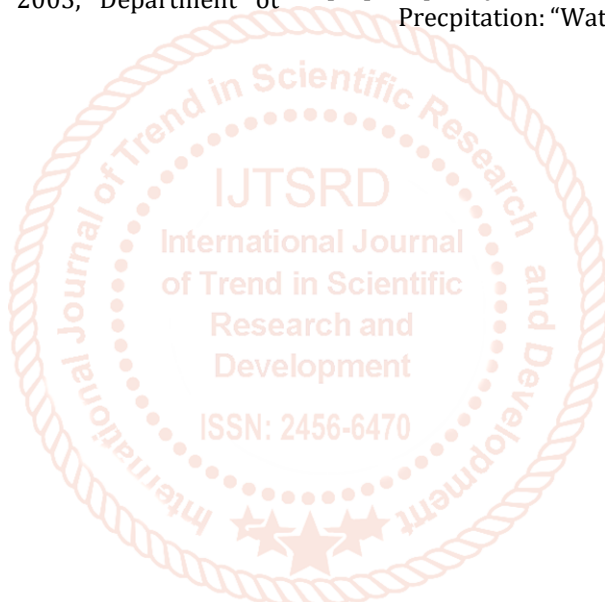 2003, Department of
Precpitation: “Wat
International Journal of Trend in Scientific Research and Development
IJTSRD
International Journal
of Trend in Scientific
Research and
Development
ISSN: 2456-6470